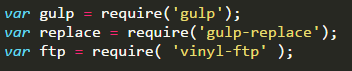 var gulp = require('gulp');
var replace = require('gulp-replace');
var ftp = require( 'vinyl-ftp' );